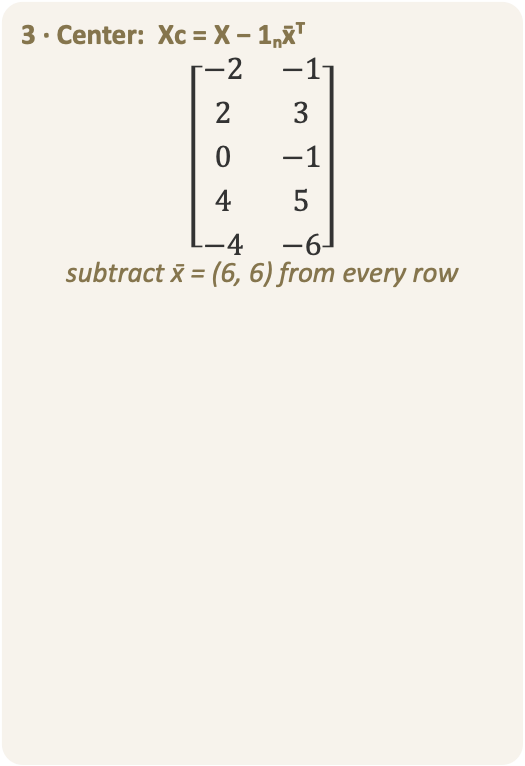 3 · Center:  Xc = X − 1ₙx̄ᵀ
−2 −1
2 3
0 −1
4 5
−4 −6
subtract x̄ = (6, 6) from every row